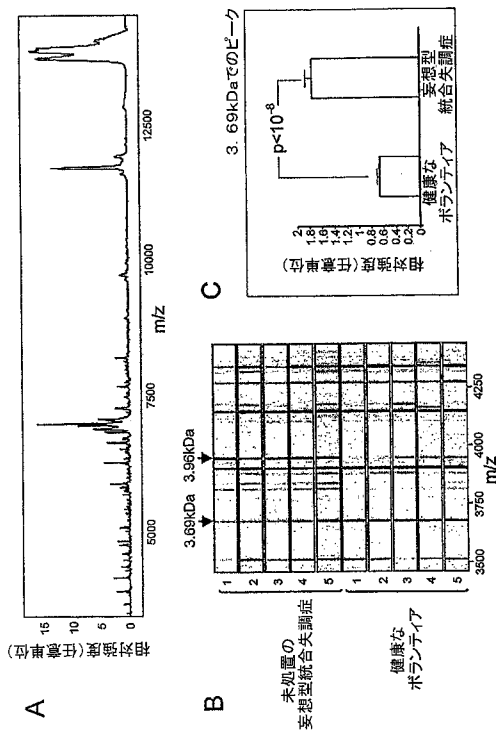 A
相対強度(任意単位)
15
10
5
0
5000
7500
10000
12500
m/z
B
未処置の
妄想型統合失調症
1
2
3
4
5
健康な
ボランティア
1
2
3
4
5
3.69kDa
3.96kDa
3500
3750
4000
4250
m/z
C
3. 69kDaでのピーク
相対強度(任意単位)
2
1.8
1.6
1.4
1.2
1
0.8
0.6
0.4
0.2
0
p<10⁻⁸
健康な
ボランティア
妄想型
統合失調症